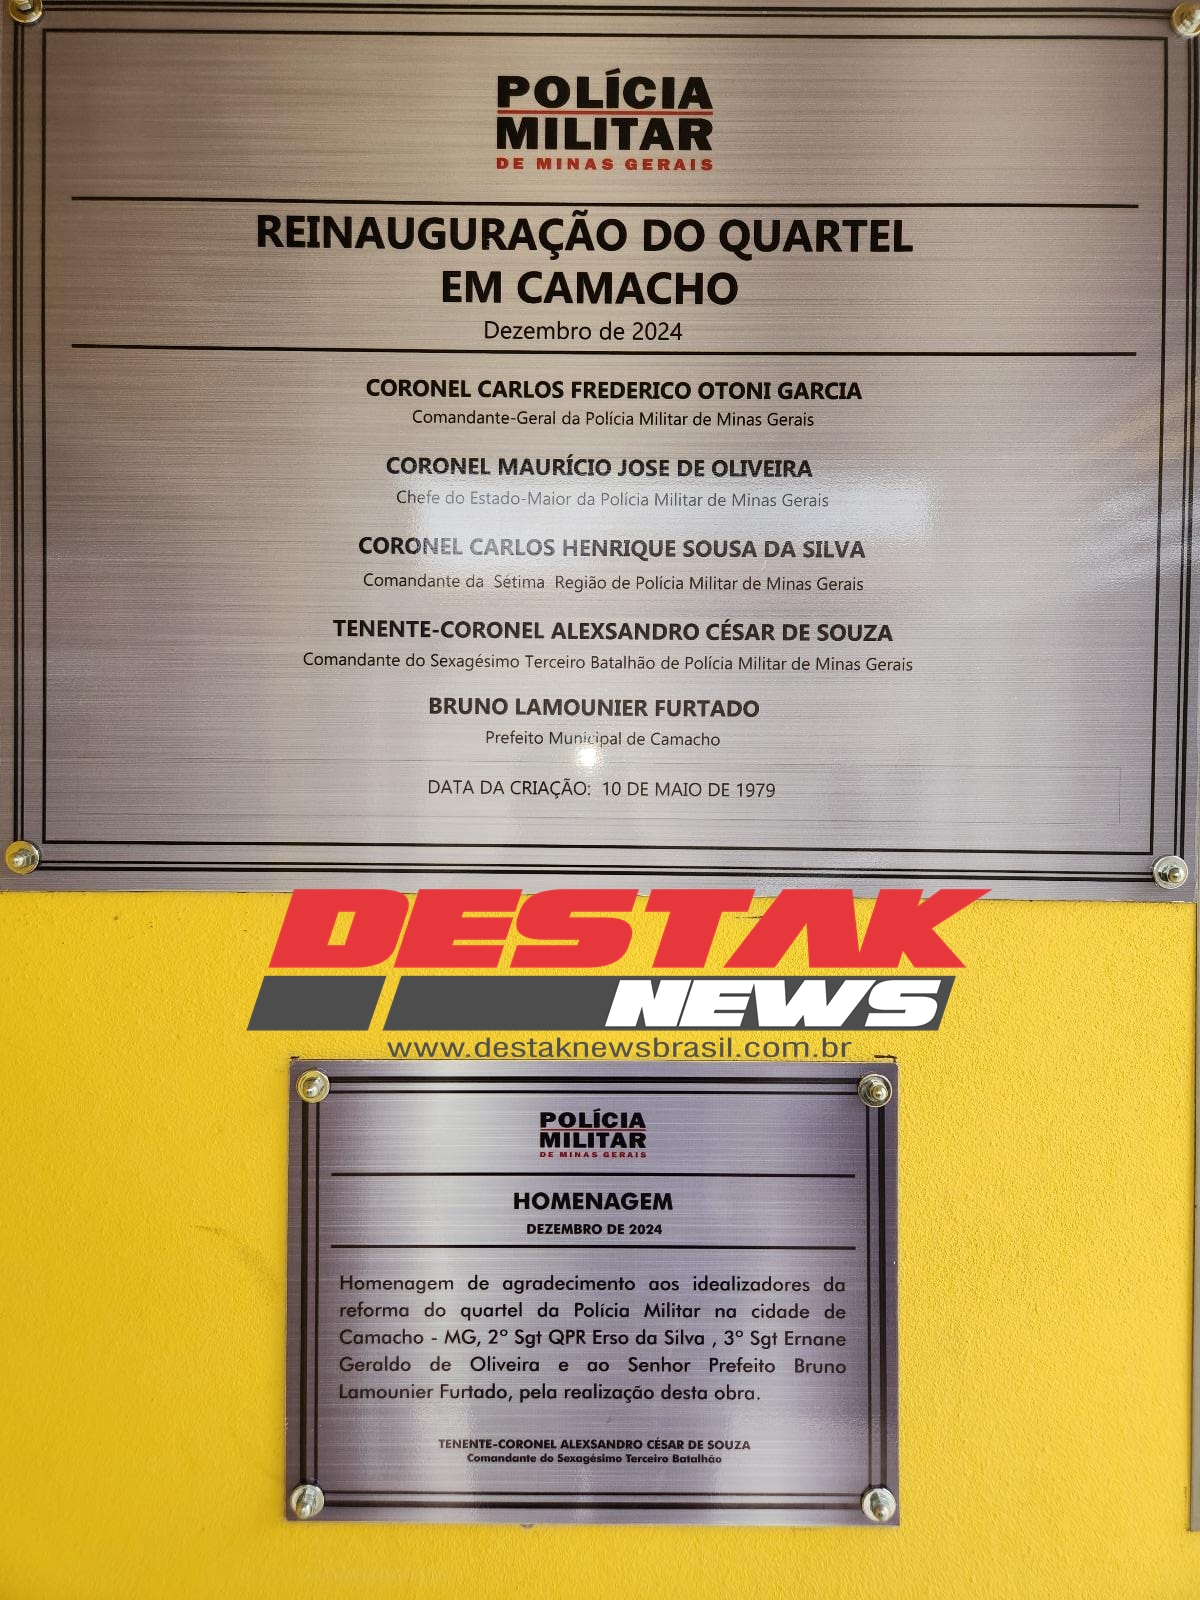 POLÍCIA
MILITAR
DE MINAS GERAIS
REINAUGURAÇÃO DO QUARTEL
EM CAMACHO
Dezembro de 2024
CORONEL CARLOS FREDERICO OTONI GARCIA
Comandante-Geral da Polícia Militar de Minas Gerais
CORONEL MAURÍCIO JOSE DE OLIVEIRA
Chefe do Estado-Maior da Polícia Militar de Minas Gerais
CORONEL CARLOS HENRIQUE SOUSA DA SILVA
Comandante da Sétima Região de Polícia Militar de Minas Gerais
TENENTE-CORONEL ALEXSANDRO CÉSAR DE SOUZA
Comandante do Sexagésimo Terceiro Batalhão de Polícia Militar de Minas Gerais
BRUNO LAMOUNIER FURTADO
Prefeito Municipal de Camacho
DATA DA CRIAÇÃO: 10 DE MAIO DE 1979
DESTAK
NEWS
www.destaknewsbrasil.com.br
POLÍCIA
MILITAR
DE MINAS GERAIS
HOMENAGEM
DEZEMBRO DE 2024
Homenagem de agradecimento aos idealizadores da
reforma do quartel da Polícia Militar na cidade de
Camacho - MG, 2º Sgt QPR Erso da Silva , 3º Sgt Ernane
Geraldo de Oliveira e ao Senhor Prefeito Bruno
Lamounier Furtado, pela realização desta obra.
TENENTE-CORONEL ALEXSANDRO CÉSAR DE SOUZA
Comandante do Sexagésimo Terceiro Batalhão